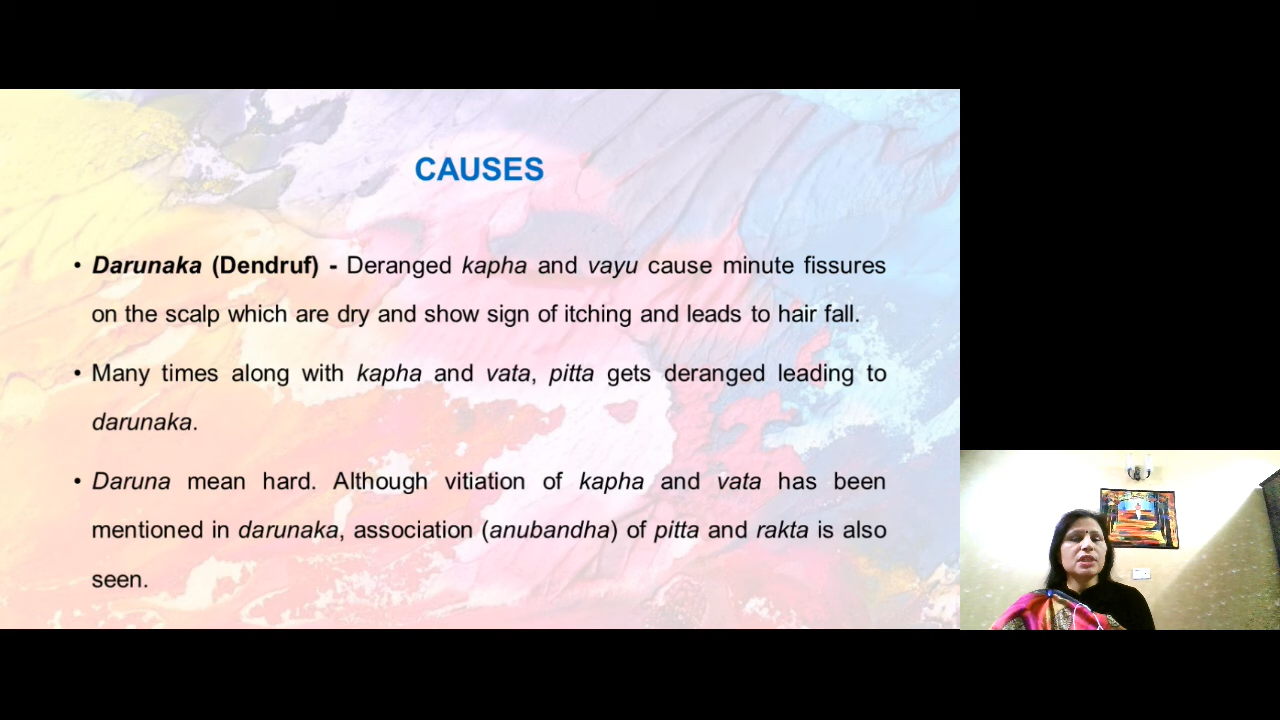 CAUSES
• Darunaka (Dendruf) - Deranged kapha and vayu cause minute fissures
on the scalp which are dry and show sign of itching and leads to hair fall.
• Many times along with kapha and vata, pitta gets deranged leading to
darunaka.
• Daruna mean hard. Although vitiation of kapha and vata has been
mentioned in darunaka, association (anubandha) of pitta and rakta is also
seen.